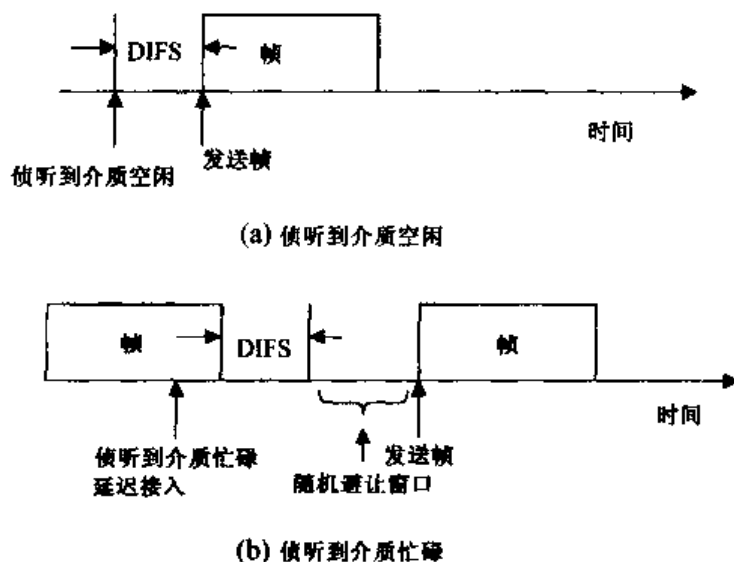 DIFS 帧
时间
侦听到介质空闲
发送帧
(a) 侦听到介质空闲
帧 DIFS 帧
时间
侦听到介质忙碌
延迟接入
随机避让窗口
发送帧
(b) 侦听到介质忙碌